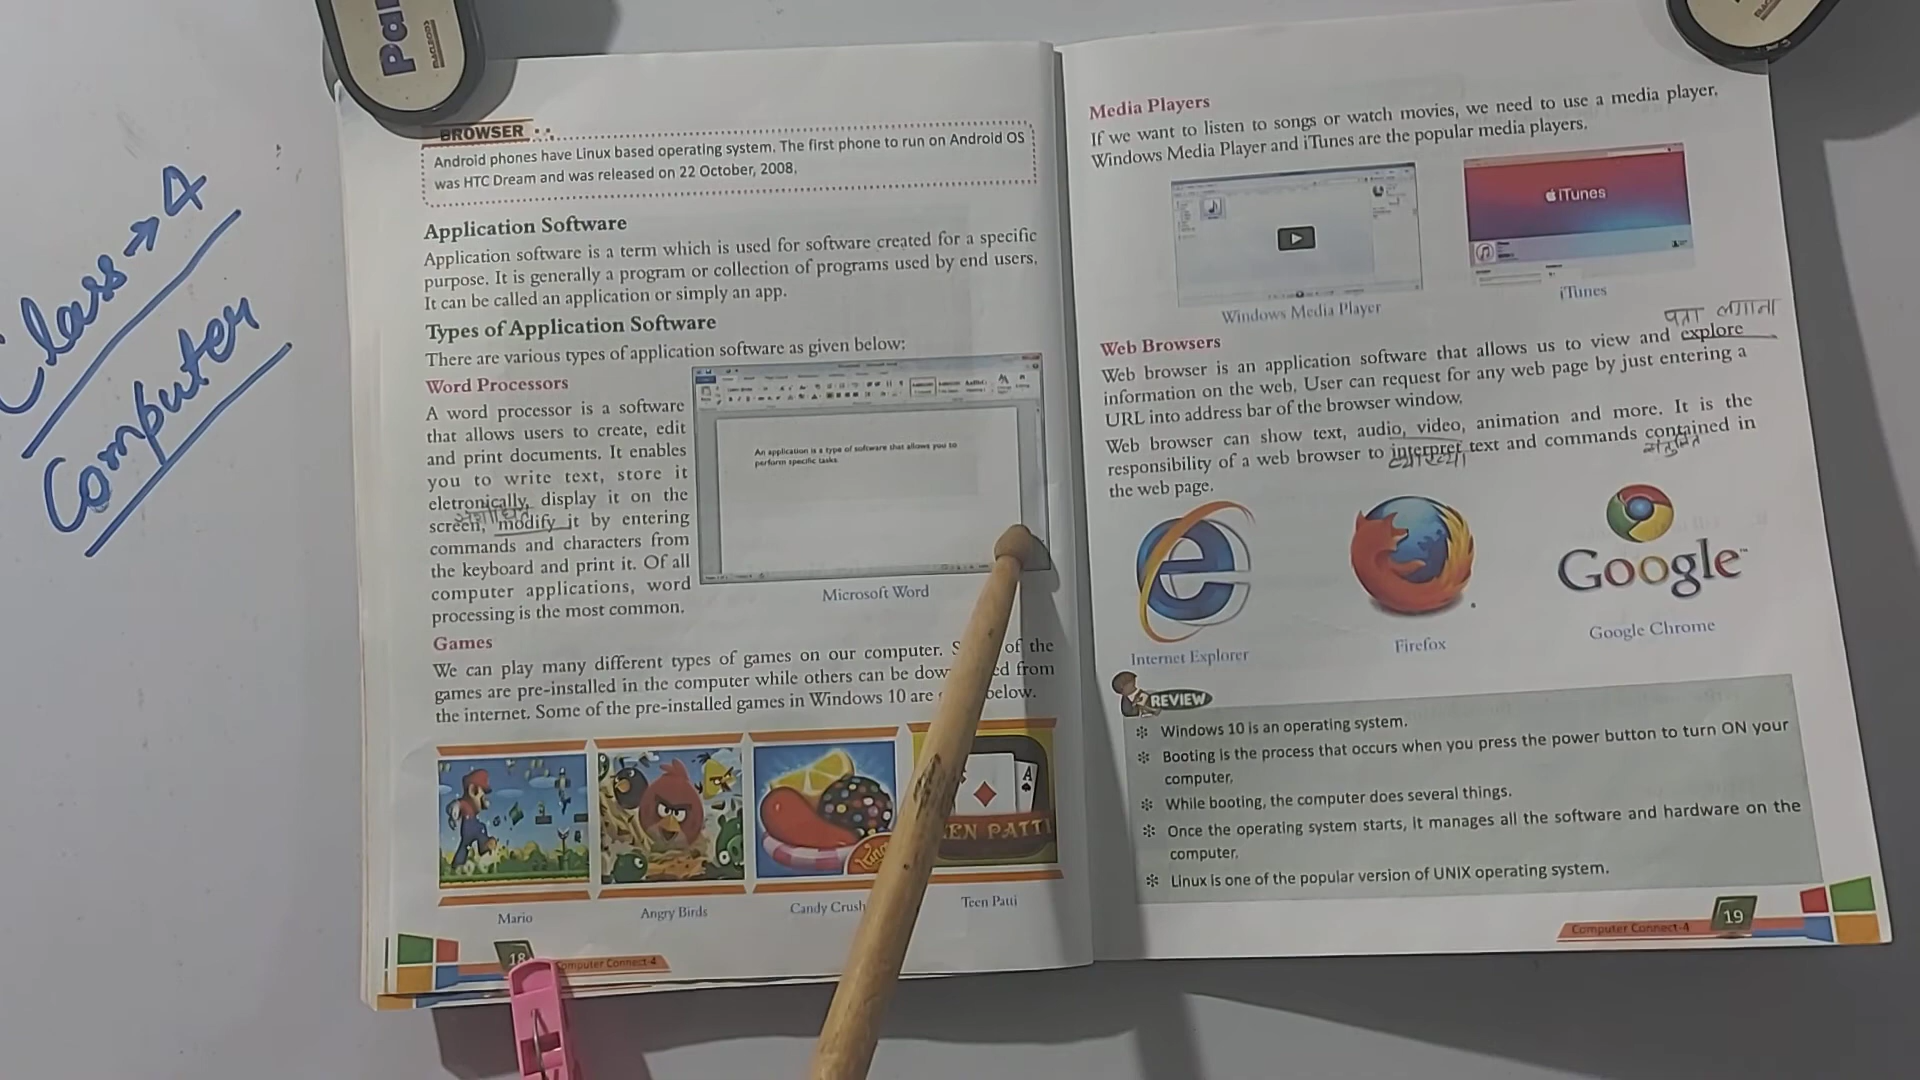 Class → 4
Computer
BROWSER
Android phones have Linux based operating system. The first phone to run on Android OS
was HTC Dream and was released on 22 October, 2008.
Application Software
Application software is a term which is used for software created for a specific
purpose. It is generally a program or collection of programs used by end users.
It can be called an application or simply an app.
Types of Application Software
There are various types of application software as given below:
Word Processors
A word processor is a software
that allows users to create, edit
and print documents. It enables
you to write text, store it
eletronically, display it on the
screen, modify it by entering
commands and characters from
the keyboard and print it. Of all
computer applications, word
processing is the most common.
An application is a type of software that allows you to
perform specific tasks.
Microsoft Word
Games
We can play many different types of games on our computer. of the
games are pre-installed in the computer while others can be from
the internet. Some of the pre-installed games in Windows 10 are below.
A
EN PATTI
Mario
Angry Birds
Candy Crush
Teen Patti
18
Computer Connect-4
Media Players
If we want to listen to songs or watch movies, we need to use a media player.
Windows Media Player and iTunes are the popular media players.
iTunes
Windows Media Player
iTunes
पता लगाना
Web Browsers
Web browser is an application software that allows us to view and explore
information on the web. User can request for any web page by just entering a
URL into address bar of the browser window.
Web browser can show text, audio, video, animation and more. It is the
responsibility of a web browser to interpret text and commands contained in
व्याख्या
the web page.
Google
Internet Explorer
Firefox
Google Chrome
REVIEW
❊ Windows 10 is an operating system.
❊ Booting is the process that occurs when you press the power button to turn ON your
computer.
❊ While booting, the computer does several things.
❊ Once the operating system starts, it manages all the software and hardware on the
computer.
❊ Linux is one of the popular version of UNIX operating system.
Computer Connect-4
19